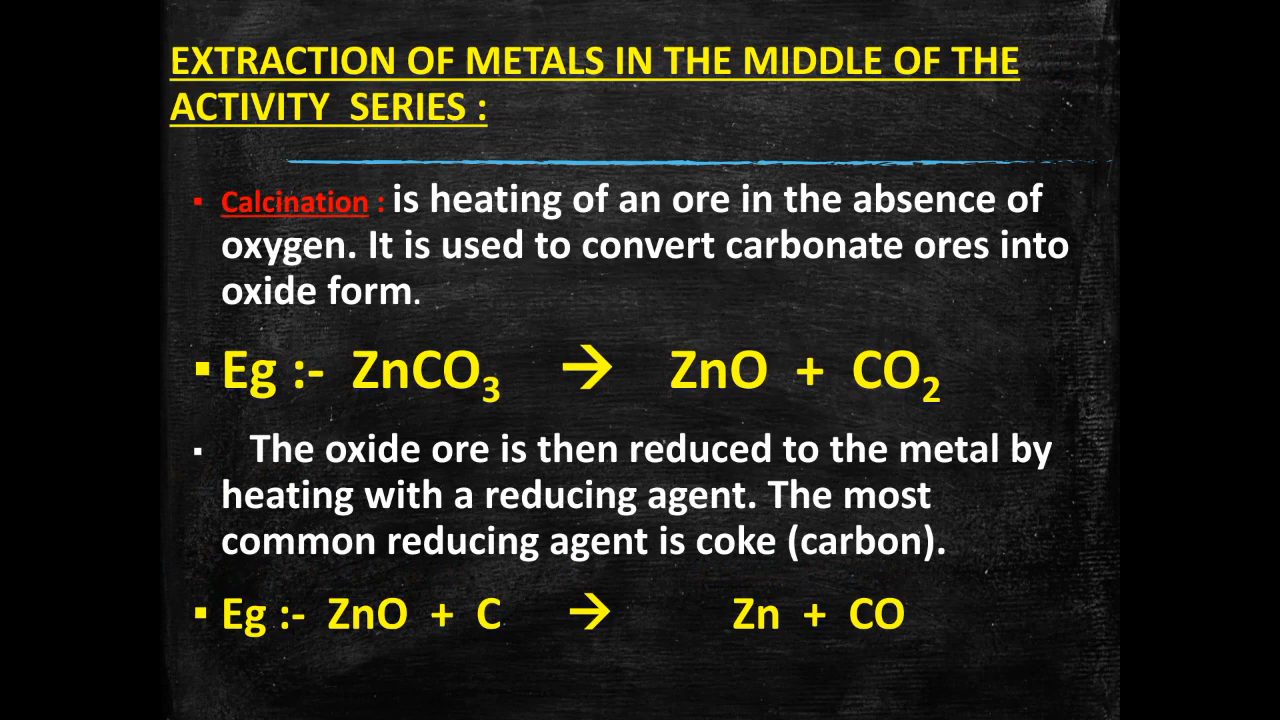 EXTRACTION OF METALS IN THE MIDDLE OF THE
ACTIVITY SERIES :
▪ Calcination : is heating of an ore in the absence of
oxygen. It is used to convert carbonate ores into
oxide form.
▪ Eg :- ZnCO₃ → ZnO + CO₂
▪ The oxide ore is then reduced to the metal by
heating with a reducing agent. The most
common reducing agent is coke (carbon).
▪ Eg :- ZnO + C → Zn + CO